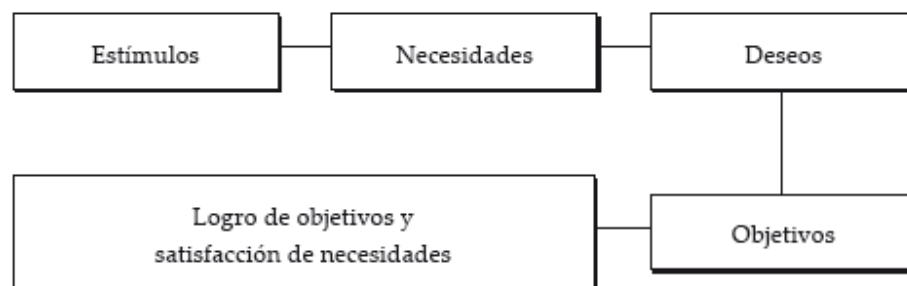 Estímulos
Necesidades
Deseos
Logro de objetivos y
satisfacción de necesidades
Objetivos